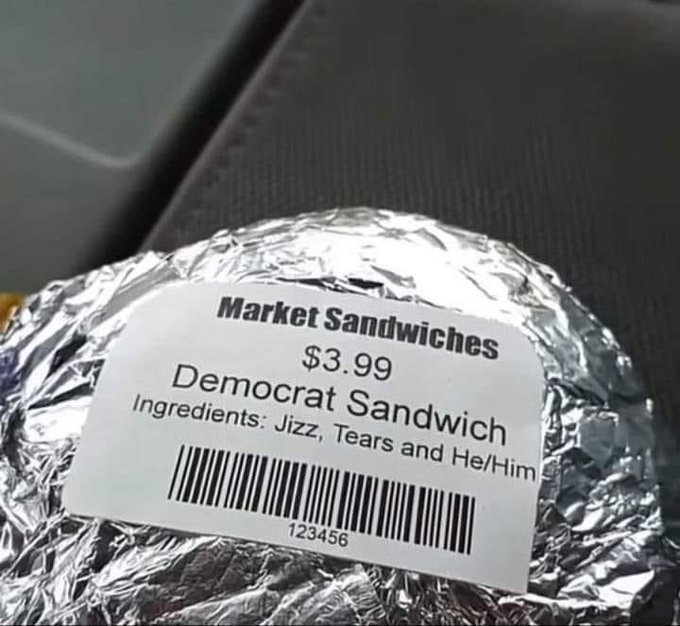 Market Sandwiches
$3.99
Democrat Sandwich
Ingredients: Jizz, Tears and He/Him
123456